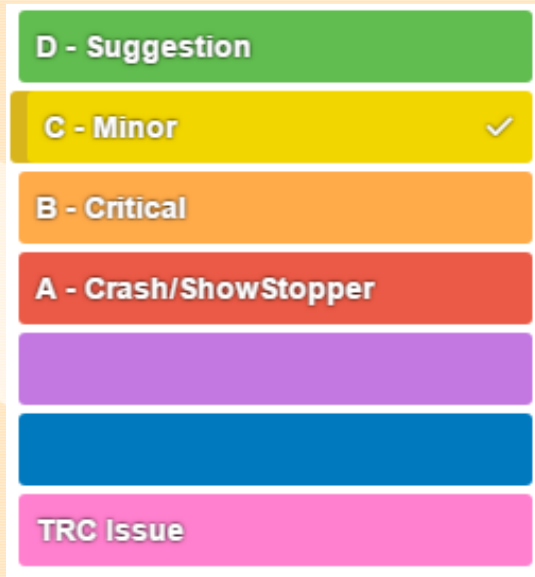 D - Suggestion
C - Minor
B - Critical
A - Crash/ShowStopper
TRC Issue